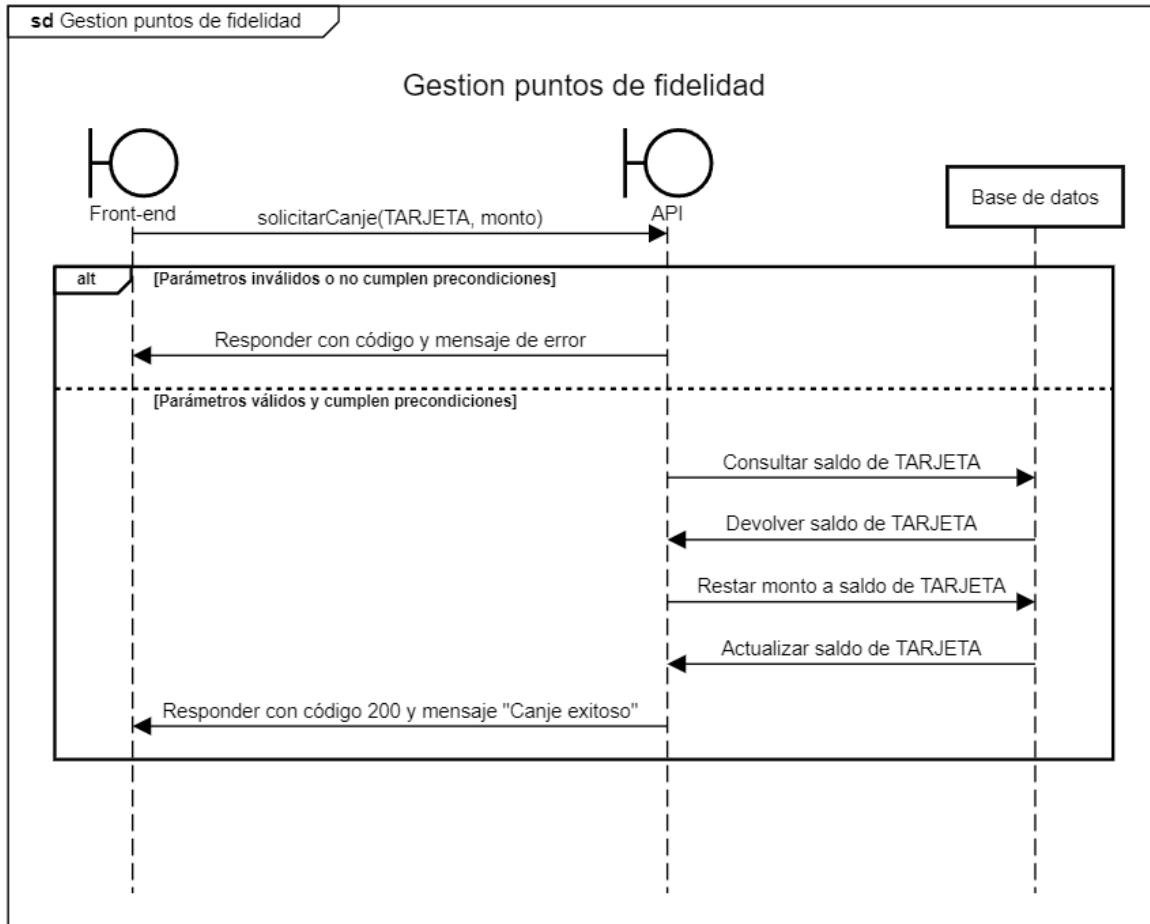 sd Gestion puntos de fidelidad
Gestion puntos de fidelidad
Front-end
API
Base de datos
solicitarCanje(TARJETA, monto)
alt
[Parámetros inválidos o no cumplen precondiciones]
Responder con código y mensaje de error
[Parámetros válidos y cumplen precondiciones]
Consultar saldo de TARJETA
Devolver saldo de TARJETA
Restar monto a saldo de TARJETA
Actualizar saldo de TARJETA
Responder con código 200 y mensaje "Canje exitoso"